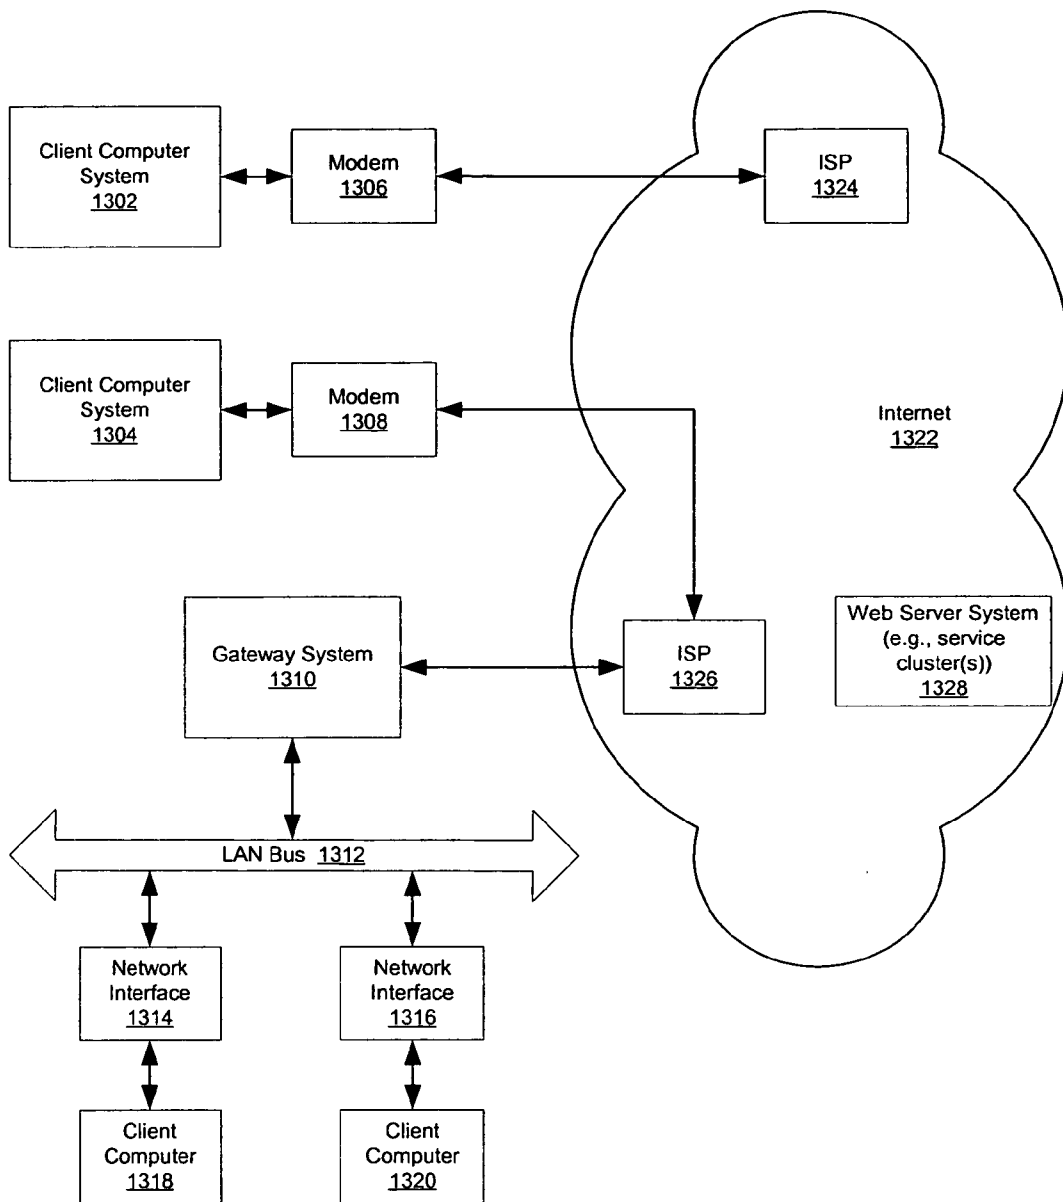 Client Computer
System
1302
Modem
1306
ISP
1324
Client Computer
System
1304
Modem
1308
Internet
1322
Gateway System
1310
ISP
1326
Web Server System
(e.g., service
cluster(s))
1328
LAN Bus 1312
Network
Interface
1314
Network
Interface
1316
Client
Computer
1318
Client
Computer
1320